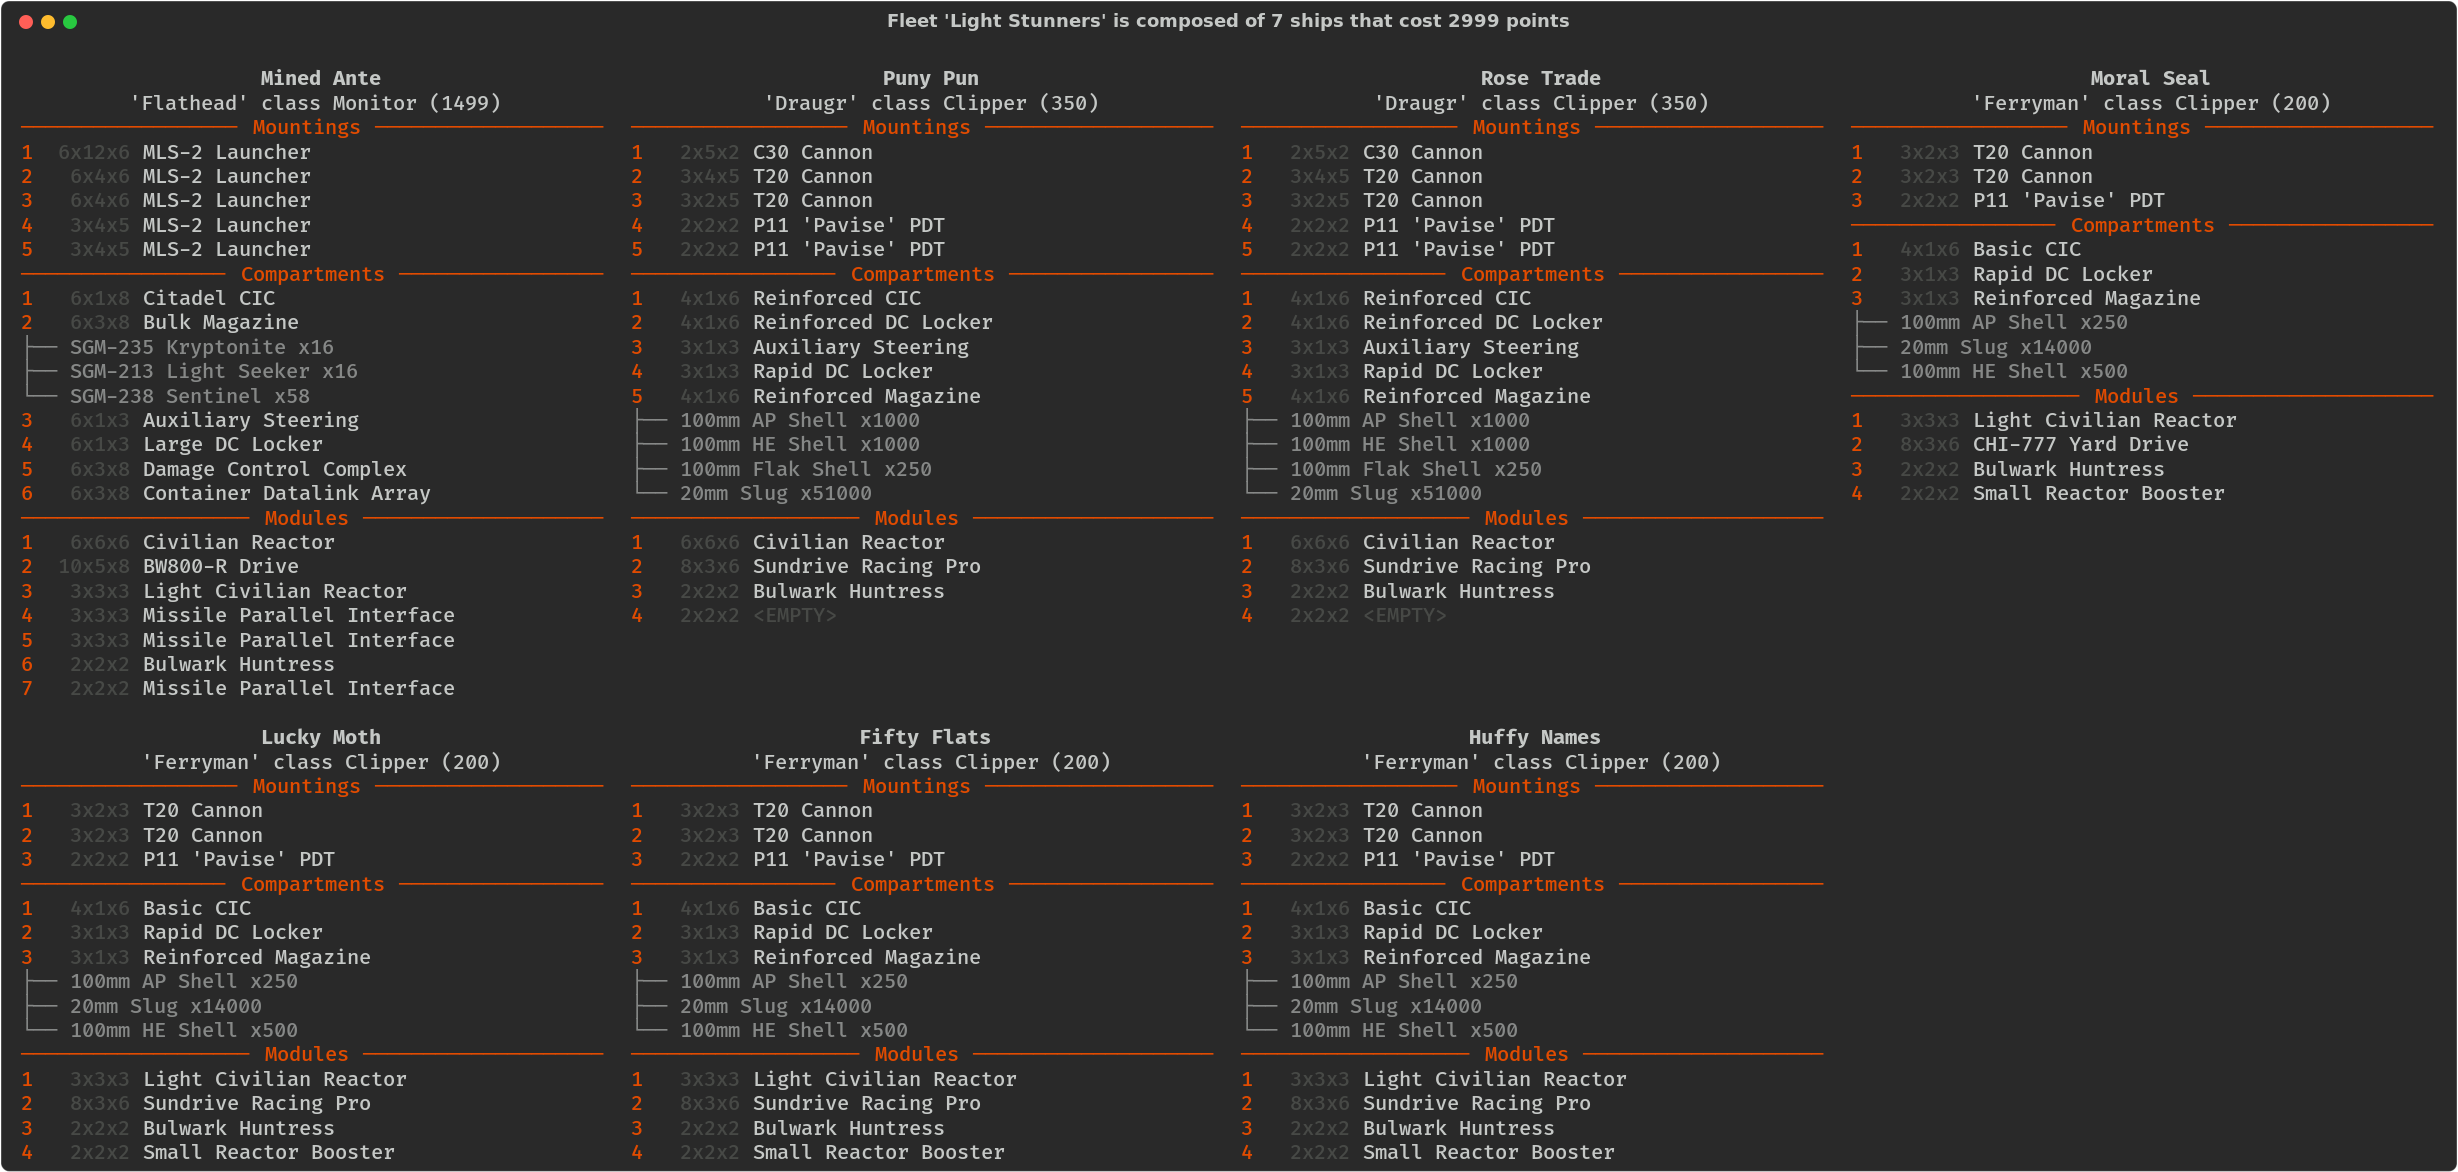 Fleet 'Light Stunners' is composed of 7 ships that cost 2999 points
Mined Ante
'Flathead' class Monitor (1499)
Mountings
1 6x12x6 MLS-2 Launcher
2 6x4x6 MLS-2 Launcher
3 6x4x6 MLS-2 Launcher
4 3x4x5 MLS-2 Launcher
5 3x4x5 MLS-2 Launcher
Compartments
1 6x1x8 Citadel CIC
2 6x3x8 Bulk Magazine
SGM-235 Kryptonite x16
SGM-213 Light Seeker x16
SGM-238 Sentinel x58
3 6x1x3 Auxiliary Steering
4 6x1x3 Large DC Locker
5 6x3x8 Damage Control Complex
6 6x3x8 Container Datalink Array
Modules
1 6x6x6 Civilian Reactor
2 10x5x8 BW800-R Drive
3 3x3x3 Light Civilian Reactor
4 3x3x3 Missile Parallel Interface
5 3x3x3 Missile Parallel Interface
6 2x2x2 Bulwark Huntress
7 2x2x2 Missile Parallel Interface
Puny Pun
'Draugr' class Clipper (350)
Mountings
1 2x5x2 C30 Cannon
2 3x4x5 T20 Cannon
3 3x2x5 T20 Cannon
4 2x2x2 P11 'Pavise' PDT
5 2x2x2 P11 'Pavise' PDT
Compartments
1 4x1x6 Reinforced CIC
2 4x1x6 Reinforced DC Locker
3 3x1x3 Auxiliary Steering
4 3x1x3 Rapid DC Locker
5 4x1x6 Reinforced Magazine
100mm AP Shell x1000
100mm HE Shell x1000
100mm Flak Shell x250
20mm Slug x51000
Modules
1 6x6x6 Civilian Reactor
2 8x3x6 Sundrive Racing Pro
3 2x2x2 Bulwark Huntress
4 2x2x2 <EMPTY>
Rose Trade
'Draugr' class Clipper (350)
Mountings
1 2x5x2 C30 Cannon
2 3x4x5 T20 Cannon
3 3x2x5 T20 Cannon
4 2x2x2 P11 'Pavise' PDT
5 2x2x2 P11 'Pavise' PDT
Compartments
1 4x1x6 Reinforced CIC
2 4x1x6 Reinforced DC Locker
3 3x1x3 Auxiliary Steering
4 3x1x3 Rapid DC Locker
5 4x1x6 Reinforced Magazine
100mm AP Shell x1000
100mm HE Shell x1000
100mm Flak Shell x250
20mm Slug x51000
Modules
1 6x6x6 Civilian Reactor
2 8x3x6 Sundrive Racing Pro
3 2x2x2 Bulwark Huntress
4 2x2x2 <EMPTY>
Moral Seal
'Ferryman' class Clipper (200)
Mountings
1 3x2x3 T20 Cannon
2 3x2x3 T20 Cannon
3 2x2x2 P11 'Pavise' PDT
Compartments
1 4x1x6 Basic CIC
2 3x1x3 Rapid DC Locker
3 3x1x3 Reinforced Magazine
100mm AP Shell x250
20mm Slug x14000
100mm HE Shell x500
Modules
1 3x3x3 Light Civilian Reactor
2 8x3x6 CHI-777 Yard Drive
3 2x2x2 Bulwark Huntress
4 2x2x2 Small Reactor Booster
Lucky Moth
'Ferryman' class Clipper (200)
Mountings
1 3x2x3 T20 Cannon
2 3x2x3 T20 Cannon
3 2x2x2 P11 'Pavise' PDT
Compartments
1 4x1x6 Basic CIC
2 3x1x3 Rapid DC Locker
3 3x1x3 Reinforced Magazine
100mm AP Shell x250
20mm Slug x14000
100mm HE Shell x500
Modules
1 3x3x3 Light Civilian Reactor
2 8x3x6 Sundrive Racing Pro
3 2x2x2 Bulwark Huntress
4 2x2x2 Small Reactor Booster
Fifty Flats
'Ferryman' class Clipper (200)
Mountings
1 3x2x3 T20 Cannon
2 3x2x3 T20 Cannon
3 2x2x2 P11 'Pavise' PDT
Compartments
1 4x1x6 Basic CIC
2 3x1x3 Rapid DC Locker
3 3x1x3 Reinforced Magazine
100mm AP Shell x250
20mm Slug x14000
100mm HE Shell x500
Modules
1 3x3x3 Light Civilian Reactor
2 8x3x6 Sundrive Racing Pro
3 2x2x2 Bulwark Huntress
4 2x2x2 Small Reactor Booster
Huffy Names
'Ferryman' class Clipper (200)
Mountings
1 3x2x3 T20 Cannon
2 3x2x3 T20 Cannon
3 2x2x2 P11 'Pavise' PDT
Compartments
1 4x1x6 Basic CIC
2 3x1x3 Rapid DC Locker
3 3x1x3 Reinforced Magazine
100mm AP Shell x250
20mm Slug x14000
100mm HE Shell x500
Modules
1 3x3x3 Light Civilian Reactor
2 8x3x6 Sundrive Racing Pro
3 2x2x2 Bulwark Huntress
4 2x2x2 Small Reactor Booster